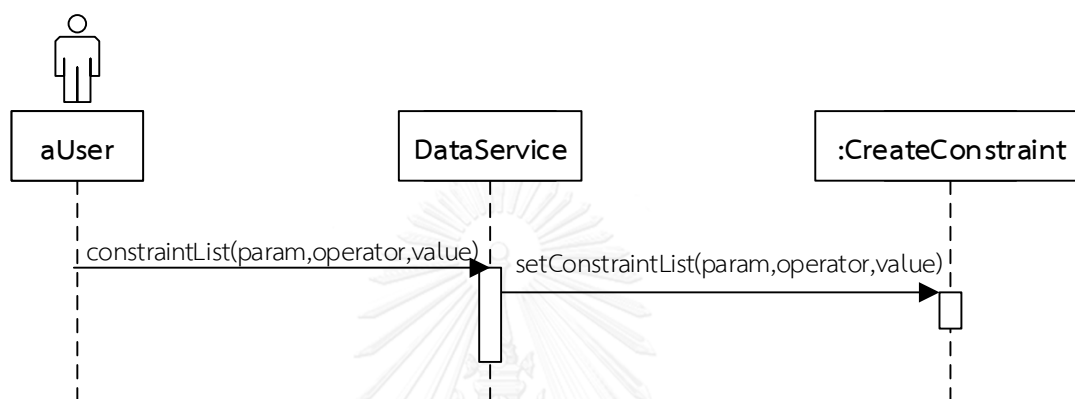 aUser
DataService
:CreateConstraint
constraintList(param,operator,value)
setConstraintList(param,operator,value)